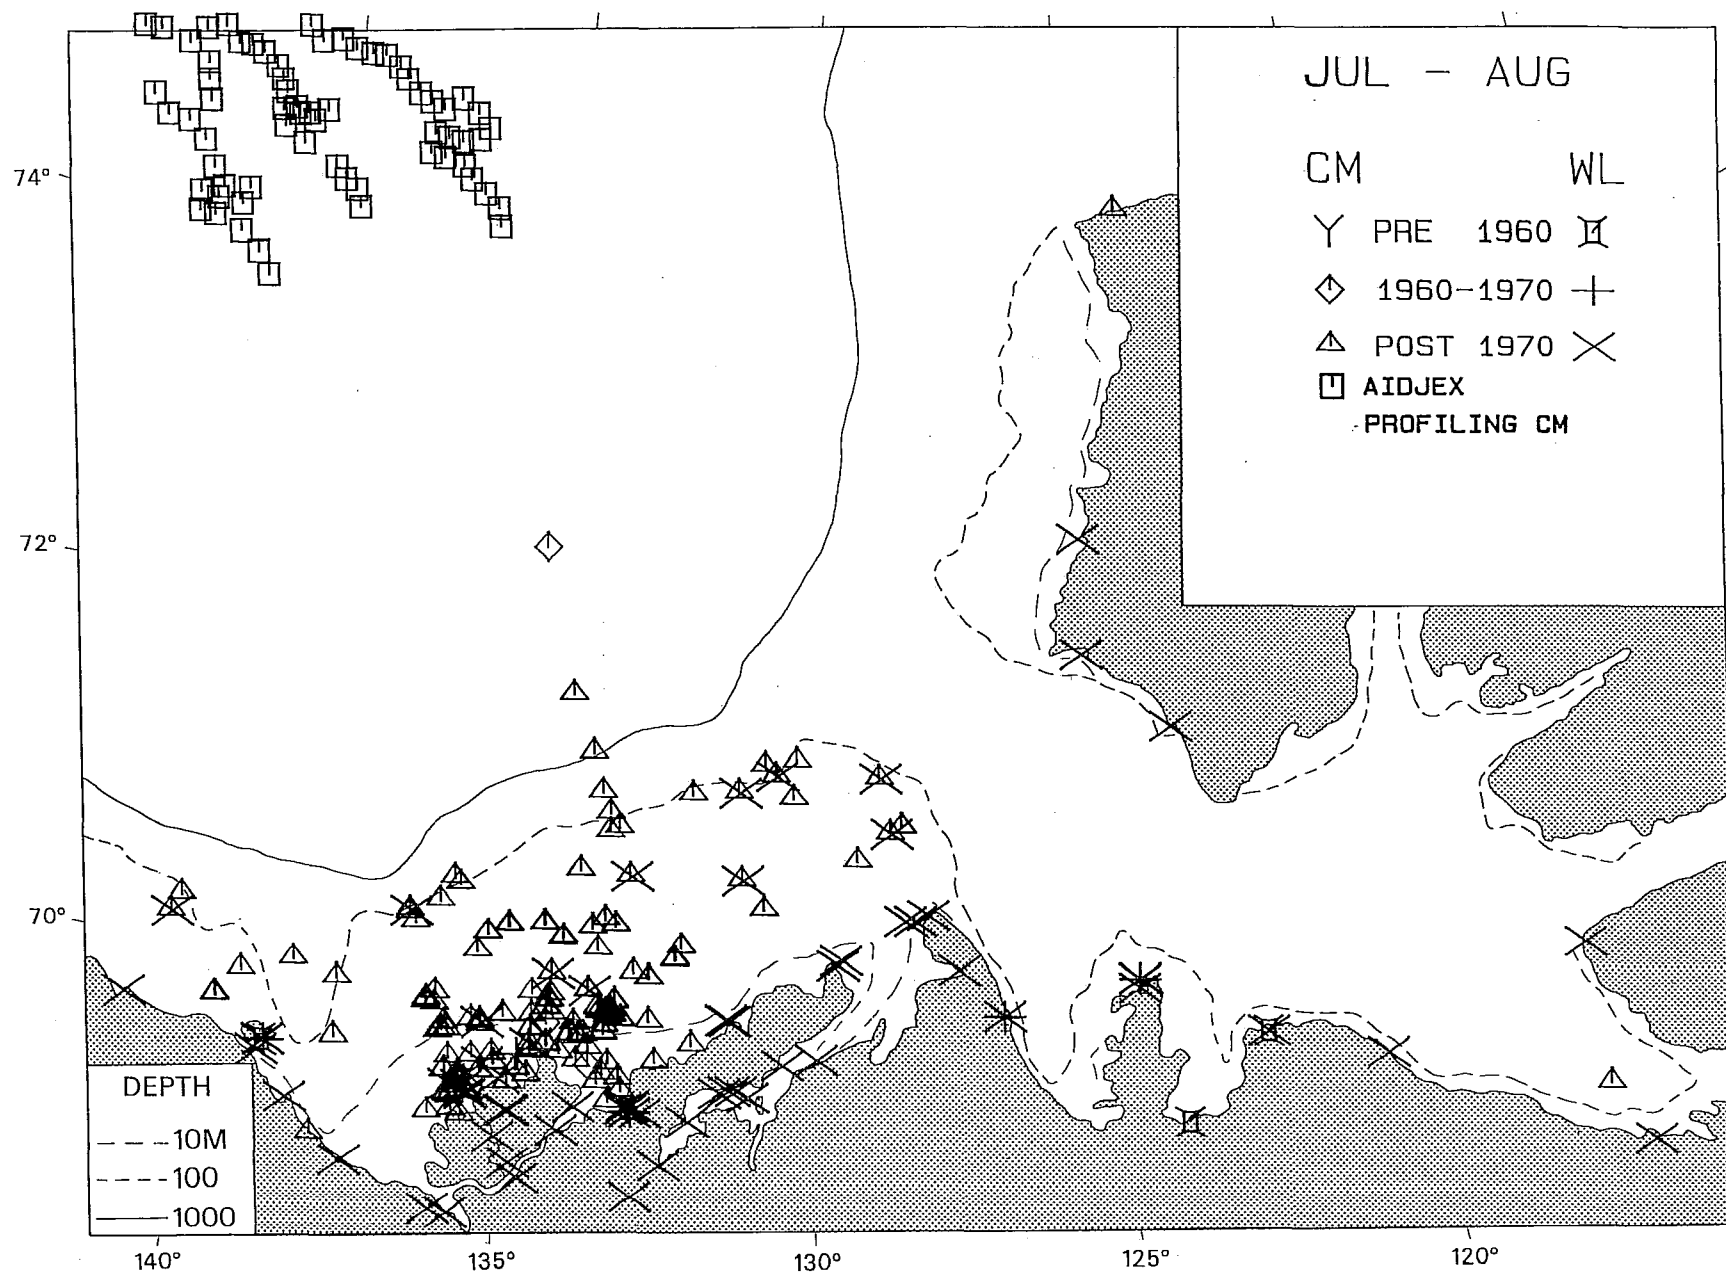 JUL - AUG
CM WL
PRE 1960
1960-1970
POST 1970
AIDJEX
PROFILING CM
74°
72°
70°
DEPTH
10M
100
1000
140° 135° 130° 125° 120°